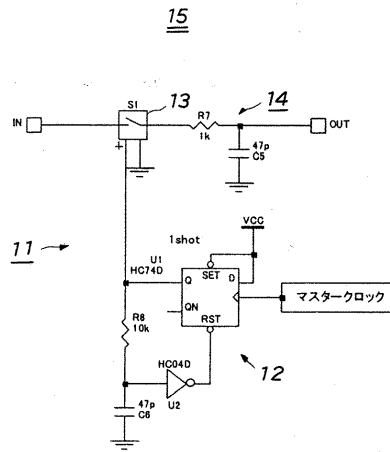 15
S1
13
14
IN
R7
1k
OUT
+
47p
C5
VCC
11
1shot
U1
HC74D
SET
Q
D
QN
RST
マスタークロック
R6
10k
HC04D
12
U2
47p
C6